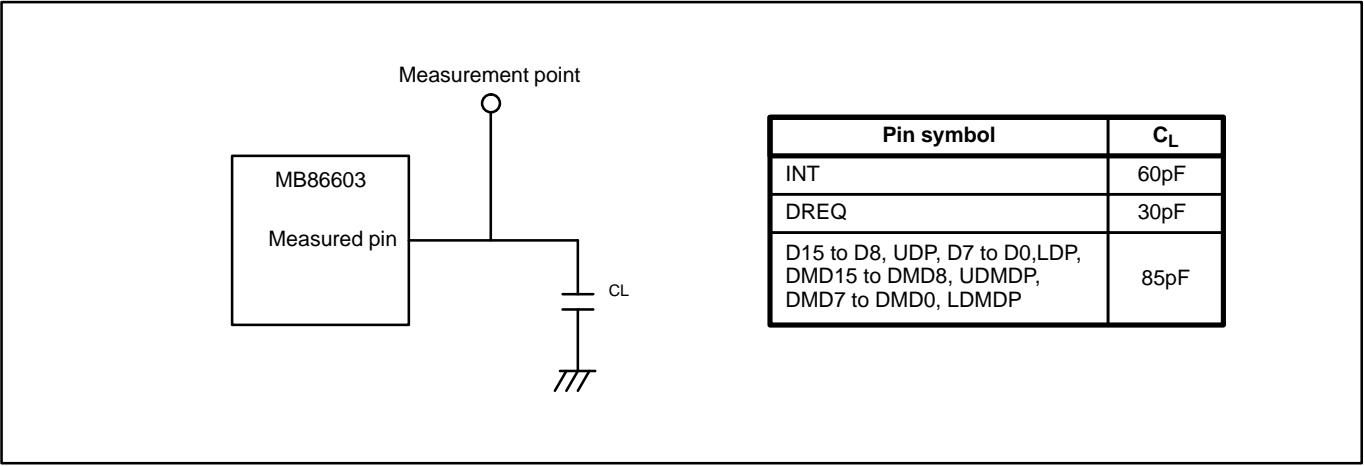 Measurement point
MB86603
Measured pin
CL
Pin symbol CL
INT 60pF
DREQ 30pF
D15 to D8, UDP, D7 to D0,LDP,
DMD15 to DMD8, UDMDP,
DMD7 to DMD0, LDMDP
85pF